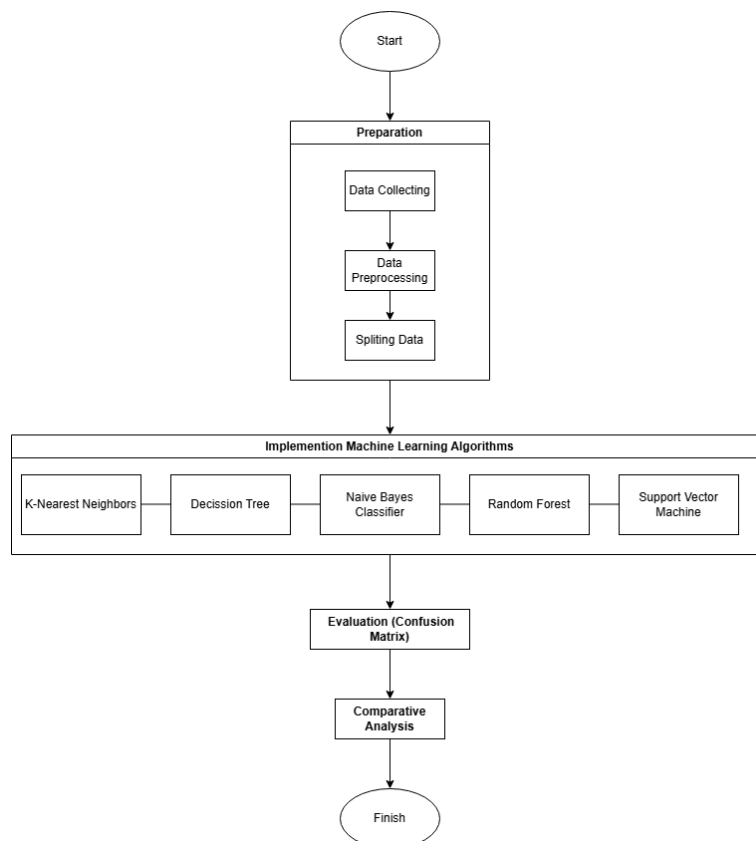 Start
Preparation
Data Collecting
Data
Preprocessing
Spliting Data
Implemention Machine Learning Algorithms
K-Nearest Neighbors
Decission Tree
Naive Bayes
Classifier
Random Forest
Support Vector
Machine
Evaluation (Confusion
Matrix)
Comparative
Analysis
Finish